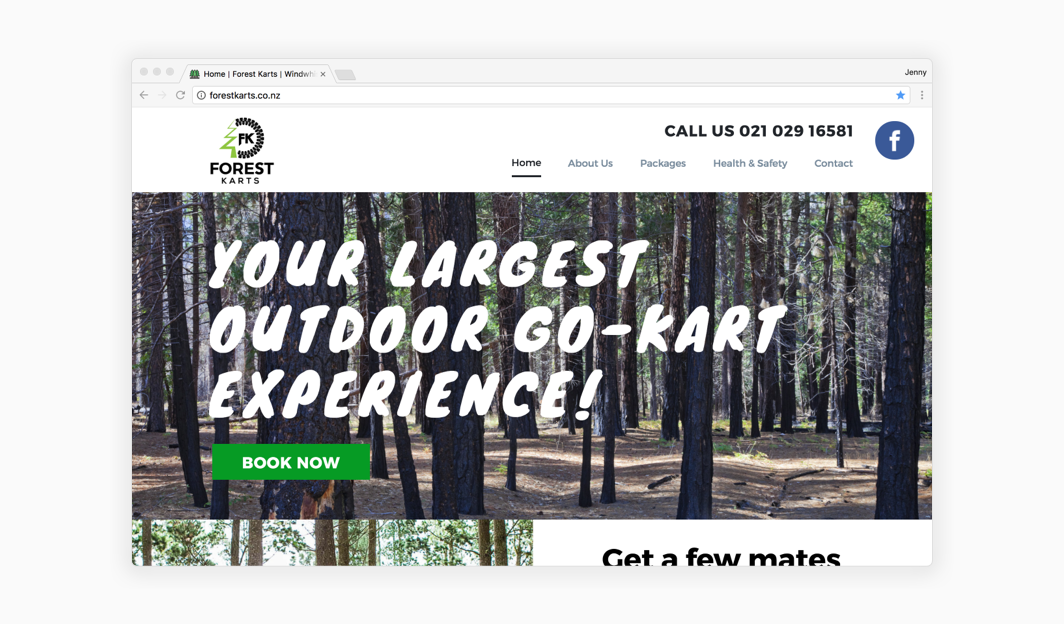 Home | Forest Karts | Windwhi
Jenny
forestkarts.co.nz
FK
FOREST
KARTS
CALL US 021 029 16581
f
Home About Us Packages Health & Safety Contact
YOUR LARGEST
OUTDOOR GO-KART
EXPERIENCE!
BOOK NOW
Get a few mates